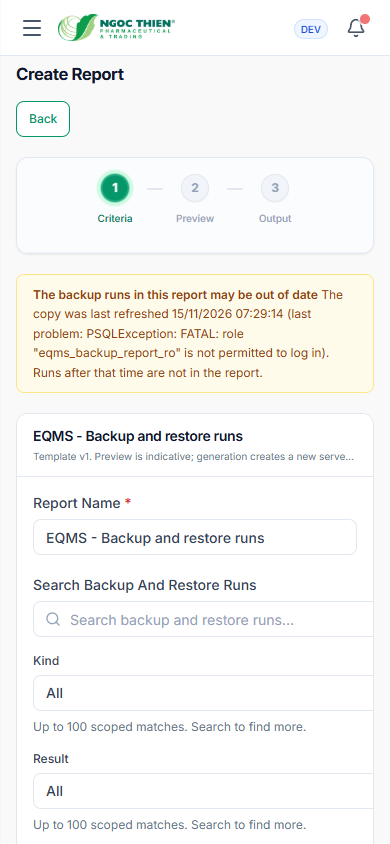 NGOC THIEN®
PHARMACEUTICAL
& TRADING
DEV
Create Report
Back
1
2
3
Criteria
Preview
Output
The backup runs in this report may be out of date The
copy was last refreshed 15/11/2026 07:29:14 (last
problem: PSQLException: FATAL: role
"eqms_backup_report_ro" is not permitted to log in).
Runs after that time are not in the report.
EQMS - Backup and restore runs
Template v1. Preview is indicative; generation creates a new serve...
Report Name *
EQMS - Backup and restore runs
Search Backup And Restore Runs
Search backup and restore runs...
Kind
All
Up to 100 scoped matches. Search to find more.
Result
All
Up to 100 scoped matches. Search to find more.